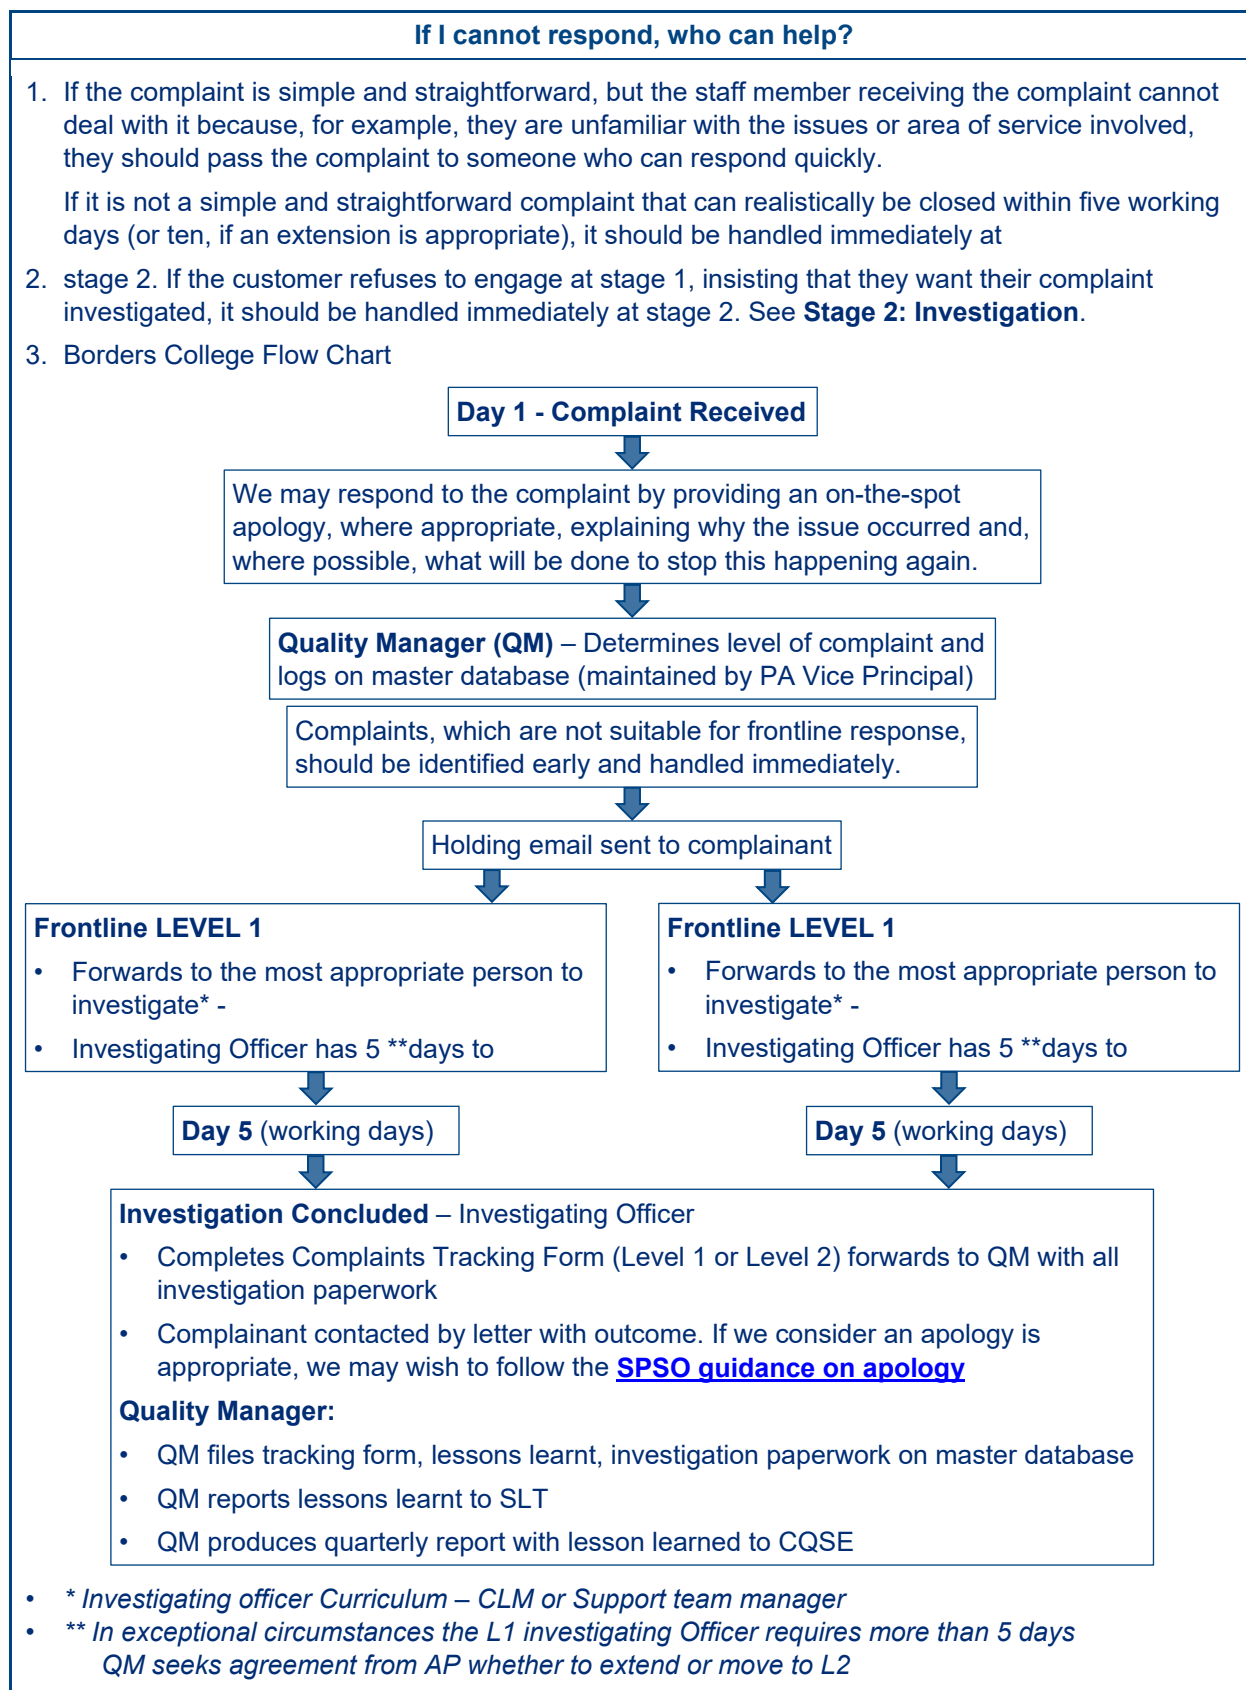 If I cannot respond, who can help?
1. If the complaint is simple and straightforward, but the staff member receiving the complaint cannot
deal with it because, for example, they are unfamiliar with the issues or area of service involved,
they should pass the complaint to someone who can respond quickly.
If it is not a simple and straightforward complaint that can realistically be closed within five working
days (or ten, if an extension is appropriate), it should be handled immediately at
2. stage 2. If the customer refuses to engage at stage 1, insisting that they want their complaint
investigated, it should be handled immediately at stage 2. See Stage 2: Investigation.
3. Borders College Flow Chart
Day 1 - Complaint Received
We may respond to the complaint by providing an on-the-spot
apology, where appropriate, explaining why the issue occurred and,
where possible, what will be done to stop this happening again.
Quality Manager (QM) – Determines level of complaint and
logs on master database (maintained by PA Vice Principal)
Complaints, which are not suitable for frontline response,
should be identified early and handled immediately.
Holding email sent to complainant
Frontline LEVEL 1
• Forwards to the most appropriate person to
investigate* -
• Investigating Officer has 5 **days to
Day 5 (working days)
Frontline LEVEL 1
• Forwards to the most appropriate person to
investigate* -
• Investigating Officer has 5 **days to
Day 5 (working days)
Investigation Concluded – Investigating Officer
• Completes Complaints Tracking Form (Level 1 or Level 2) forwards to QM with all
investigation paperwork
• Complainant contacted by letter with outcome. If we consider an apology is
appropriate, we may wish to follow the SPSO guidance on apology
Quality Manager:
• QM files tracking form, lessons learnt, investigation paperwork on master database
• QM reports lessons learnt to SLT
• QM produces quarterly report with lesson learned to CQSE
• * Investigating officer Curriculum – CLM or Support team manager
• ** In exceptional circumstances the L1 investigating Officer requires more than 5 days
QM seeks agreement from AP whether to extend or move to L2